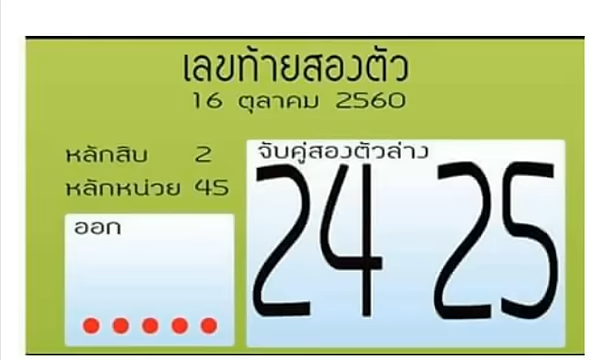 เลขท้ายสองตัว
16 ตุลาคม 2560
หลักสิบ 2
หลักหน่วย 45
จับคู่สองตัวล่าง
24 25
ออก